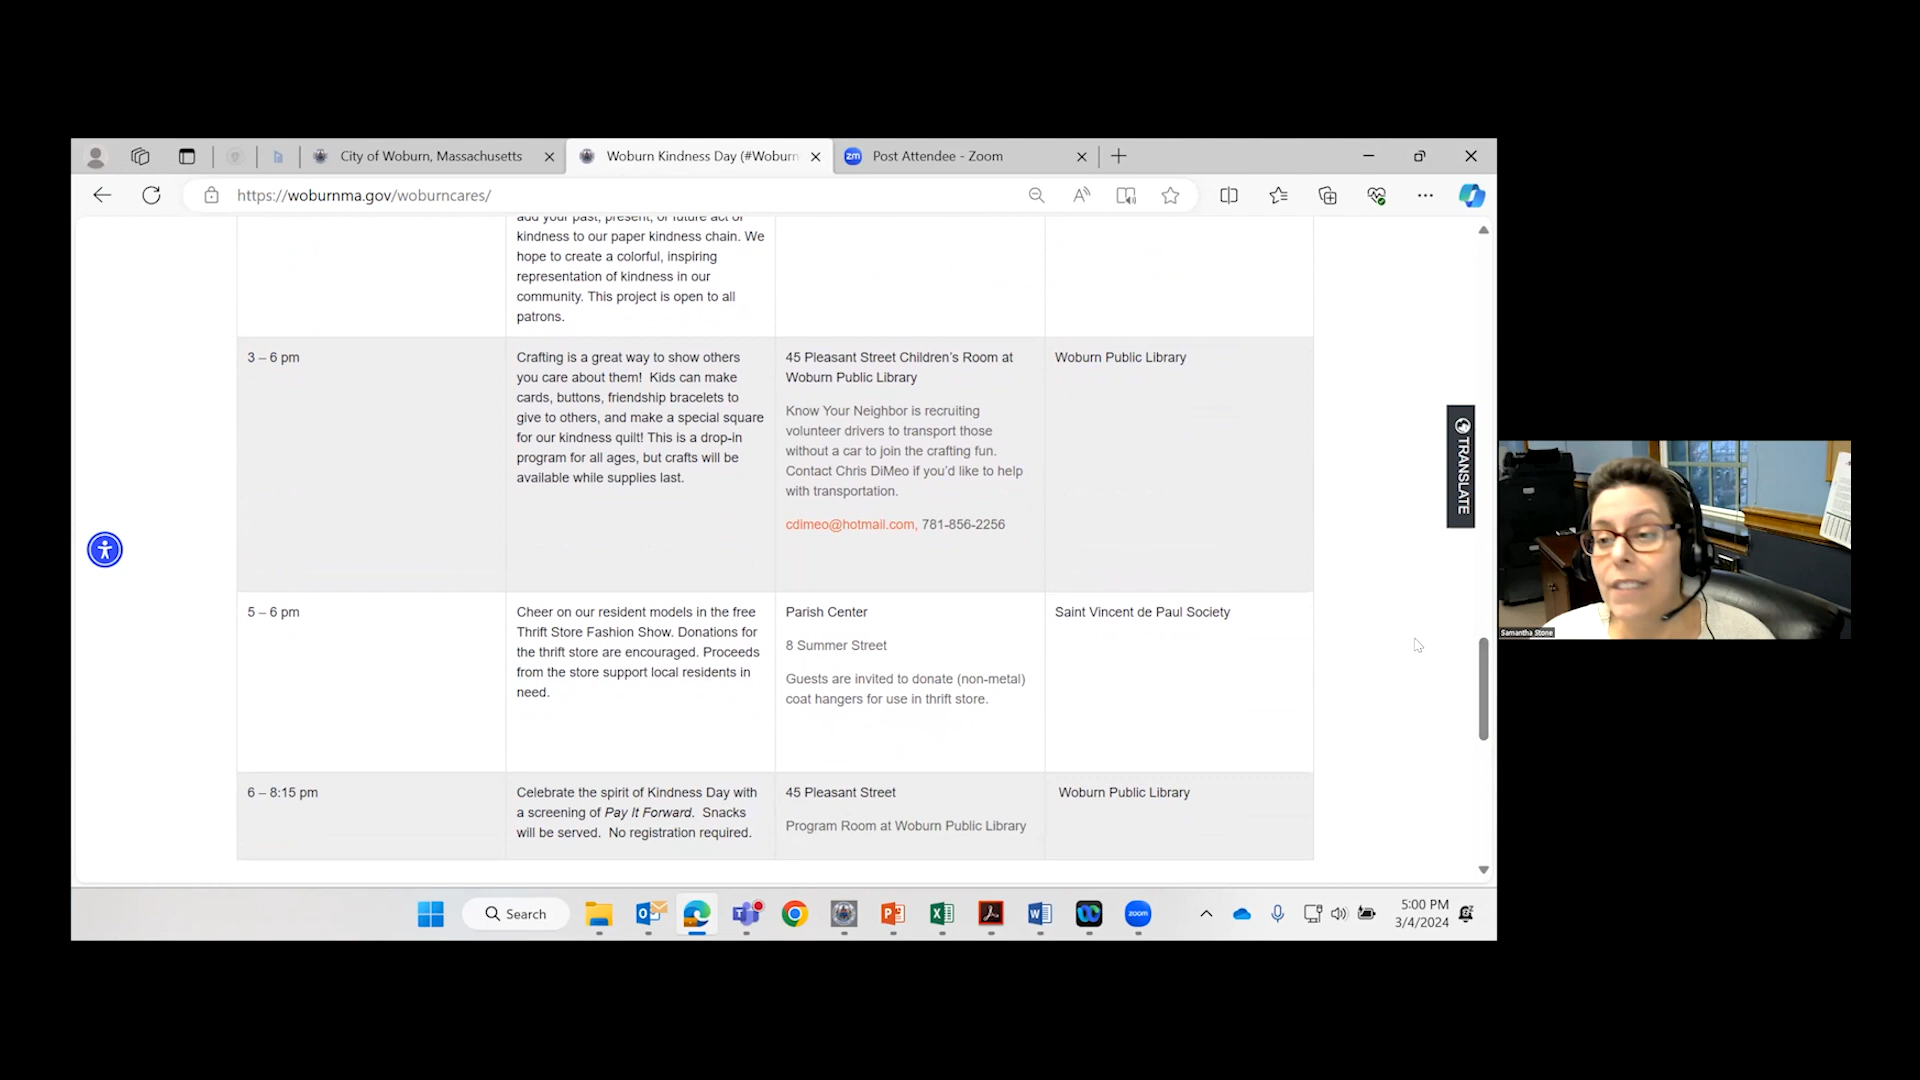 City of Woburn, Massachusetts
Woburn Kindness Day (#Woburn
zm
Post Attendee - Zoom
https://woburnma.gov/woburncares/
add your past, present, or future act of
kindness to our paper kindness chain. We
hope to create a colorful, inspiring
representation of kindness in our
community. This project is open to all
patrons.
3 – 6 pm
Crafting is a great way to show others
you care about them!  Kids can make
cards, buttons, friendship bracelets to
give to others, and make a special square
for our kindness quilt! This is a drop-in
program for all ages, but crafts will be
available while supplies last.
45 Pleasant Street Children’s Room at
Woburn Public Library
Know Your Neighbor is recruiting
volunteer drivers to transport those
without a car to join the crafting fun.
Contact Chris DiMeo if you’d like to help
with transportation.
cdimeo@hotmail.com, 781-856-2256
Woburn Public Library
5 – 6 pm
Cheer on our resident models in the free
Thrift Store Fashion Show. Donations for
the thrift store are encouraged. Proceeds
from the store support local residents in
need.
Parish Center
8 Summer Street
Guests are invited to donate (non-metal)
coat hangers for use in thrift store.
Saint Vincent de Paul Society
6 – 8:15 pm
Celebrate the spirit of Kindness Day with
a screening of Pay It Forward.  Snacks
will be served.  No registration required.
45 Pleasant Street
Program Room at Woburn Public Library
Woburn Public Library
TRANSLATE
Samantha Stone
Search
zoom
5:00 PM
3/4/2024